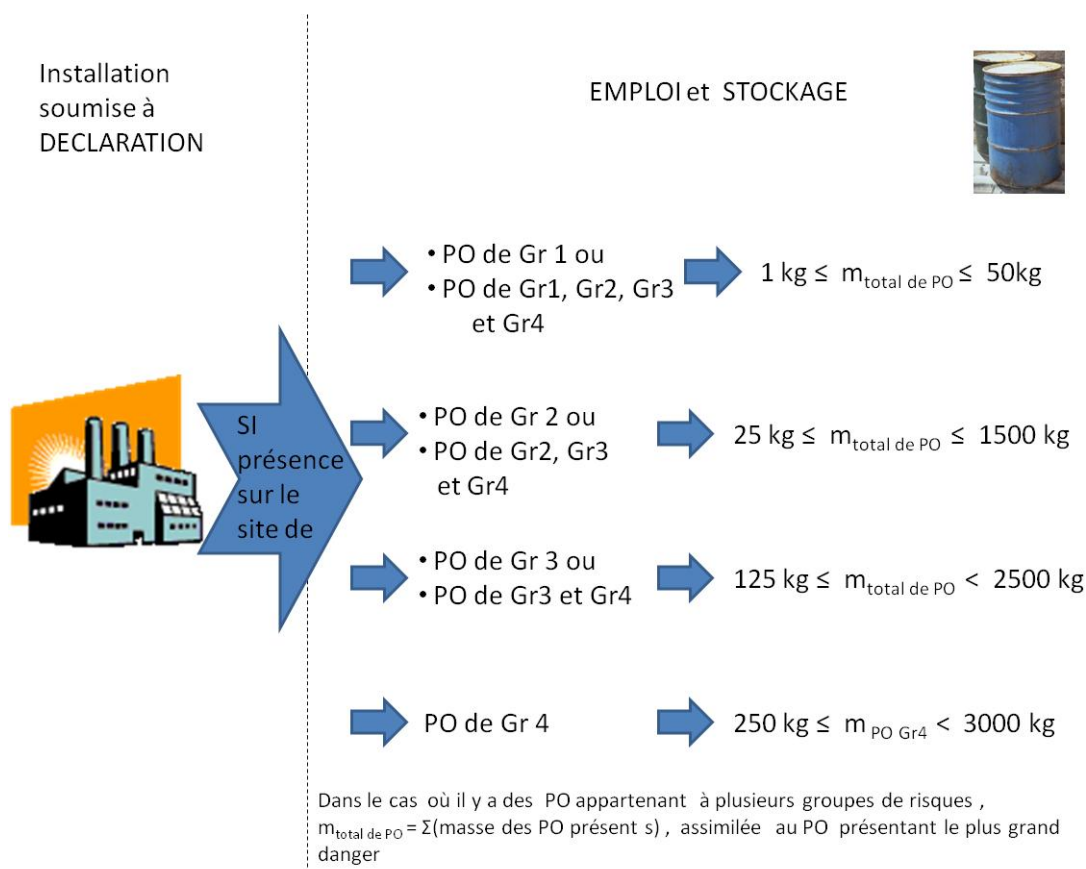 Installation
soumise à
DECLARATION
EMPLOI et STOCKAGE
SI
présence
sur le
site de
• PO de Gr 1 ou
• PO de Gr1, Gr2, Gr3
et Gr4
1 kg ≤ m total de PO ≤ 50kg
• PO de Gr 2 ou
• PO de Gr2, Gr3
et Gr4
25 kg ≤ m total de PO ≤ 1500 kg
• PO de Gr 3 ou
• PO de Gr3 et Gr4
125 kg ≤ m total de PO < 2500 kg
PO de Gr 4
250 kg ≤ m PO Gr4 < 3000 kg
Dans le cas où il y a des PO appartenant à plusieurs groupes de risques ,
m total de PO = Σ(masse des PO présent s) , assimilée au PO présentant le plus grand
danger